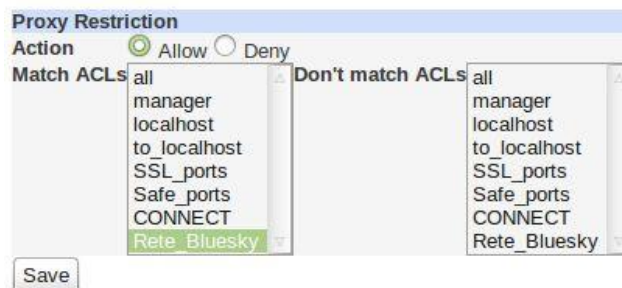 Proxy Restriction
Action Allow Deny
Match ACLs all Don't match ACLs all
manager manager
localhost localhost
to_localhost to_localhost
SSL_ports SSL_ports
Safe_ports Safe_ports
CONNECT CONNECT
Rete_Bluesky Rete_Bluesky
Save